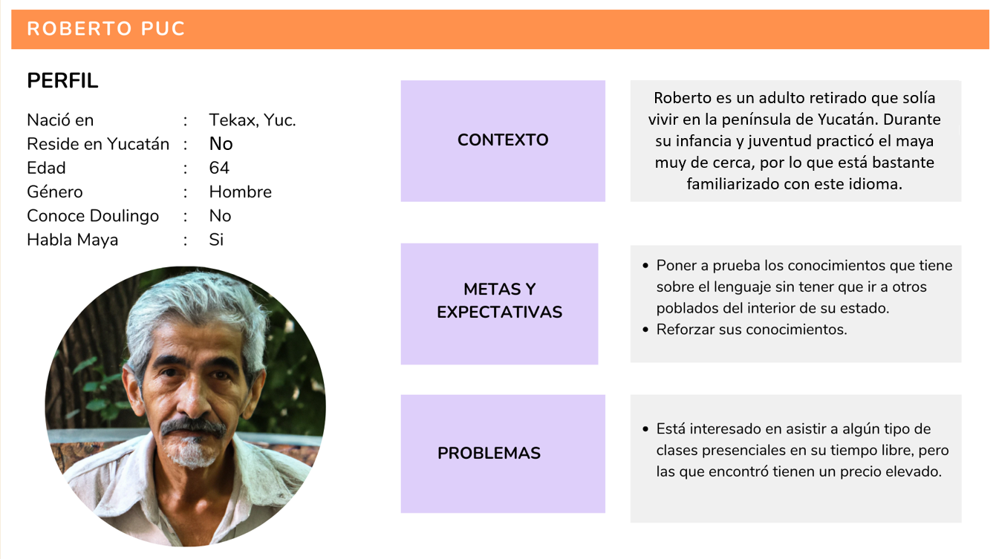 ROBERTO PUC
PERFIL
Nació en : Tekax, Yuc.
Reside en Yucatán : No
Edad : 64
Género : Hombre
Conoce Doulingo : No
Habla Maya : Si
CONTEXTO
Roberto es un adulto retirado que solía
vivir en la península de Yucatán. Durante
su infancia y juventud practicó el maya
muy de cerca, por lo que está bastante
familiarizado con este idioma.
METAS Y
EXPECTATIVAS
• Poner a prueba los conocimientos que tiene
sobre el lenguaje sin tener que ir a otros
poblados del interior de su estado.
• Reforzar sus conocimientos.
PROBLEMAS
• Está interesado en asistir a algún tipo de
clases presenciales en su tiempo libre, pero
las que encontró tienen un precio elevado.